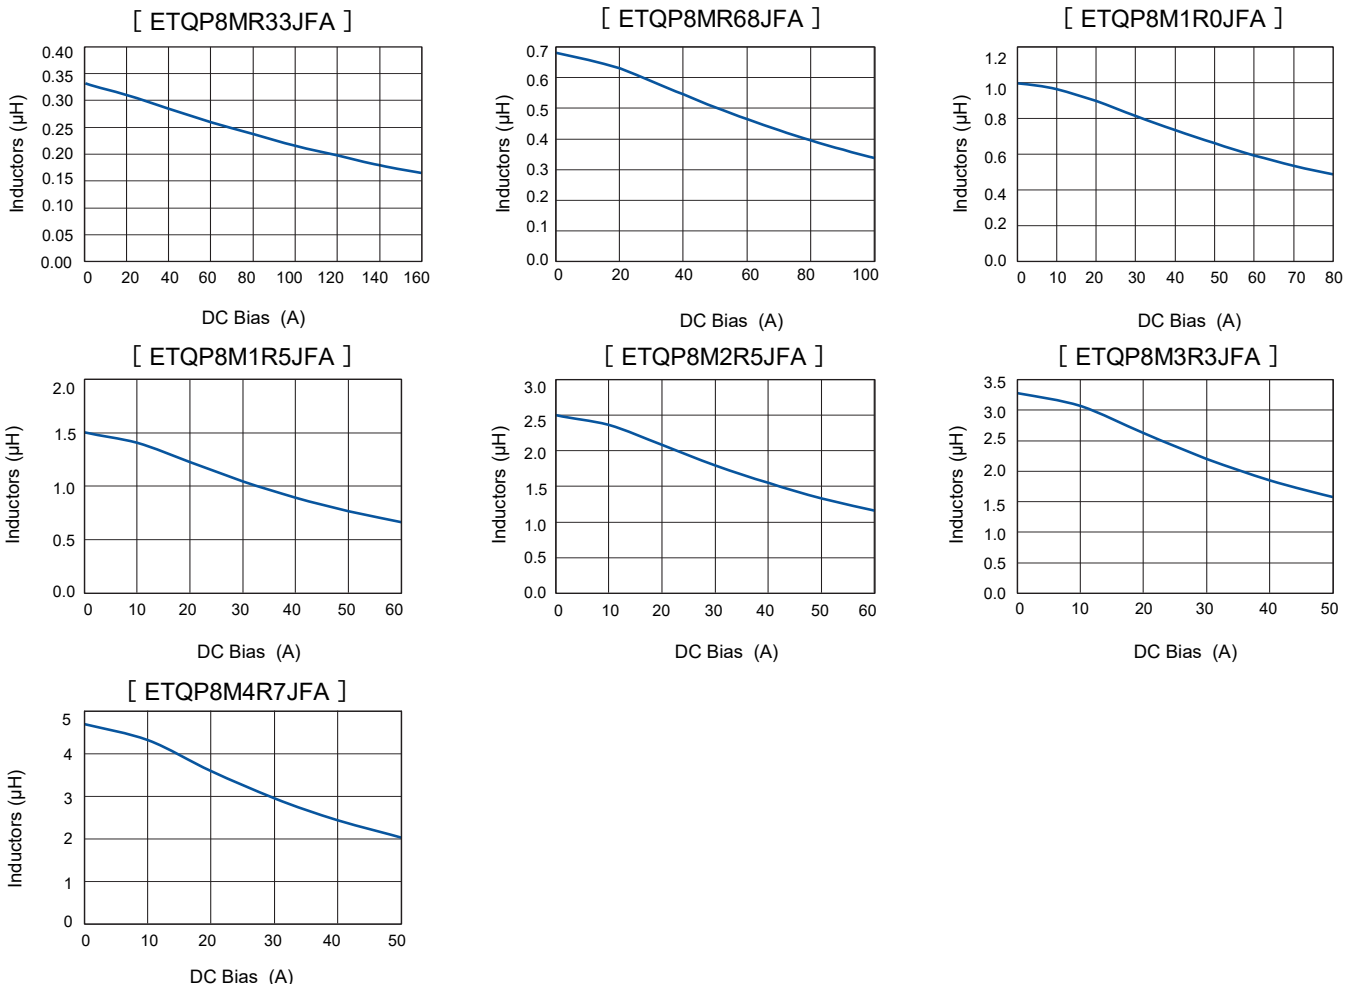 [ ETQP8MR33JFA ]
Inductors (μH)
0.40
0.35
0.30
0.25
0.20
0.15
0.10
0.05
0.00
0 20 40 60 80 100 120 140 160
DC Bias (A)
[ ETQP8MR68JFA ]
Inductors (μH)
0.7
0.6
0.5
0.4
0.3
0.2
0.1
0.0
0 20 40 60 80 100
DC Bias (A)
[ ETQP8M1R0JFA ]
Inductors (μH)
1.2
1.0
0.8
0.6
0.4
0.2
0.0
0 10 20 30 40 50 60 70 80
DC Bias (A)
[ ETQP8M1R5JFA ]
Inductors (μH)
2.0
1.5
1.0
0.5
0.0
0 10 20 30 40 50 60
DC Bias (A)
[ ETQP8M2R5JFA ]
Inductors (μH)
3.0
2.5
2.0
1.5
1.0
0.5
0.0
0 10 20 30 40 50 60
DC Bias (A)
[ ETQP8M3R3JFA ]
Inductors (μH)
3.5
3.0
2.5
2.0
1.5
1.0
0.5
0.0
0 10 20 30 40 50
DC Bias (A)
[ ETQP8M4R7JFA ]
Inductors (μH)
5
4
3
2
1
0
0 10 20 30 40 50
DC Bias (A)